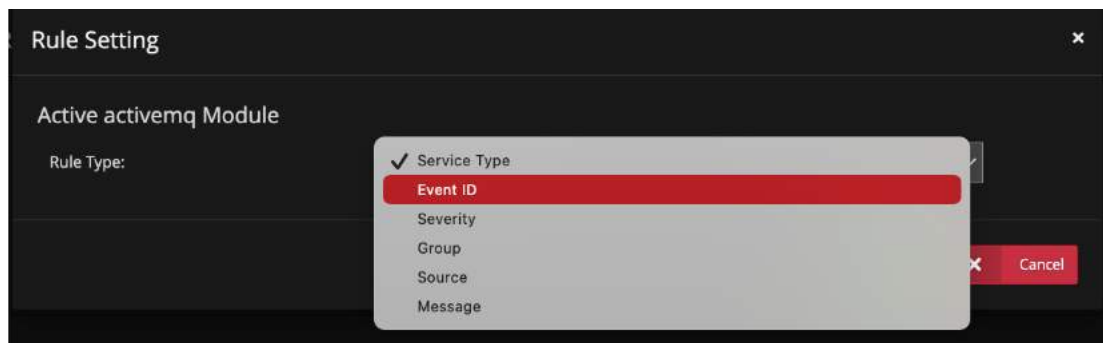 Rule Setting
Active activemq Module
Rule Type:
Service Type
Event ID
Severity
Group
Source
Message
Cancel